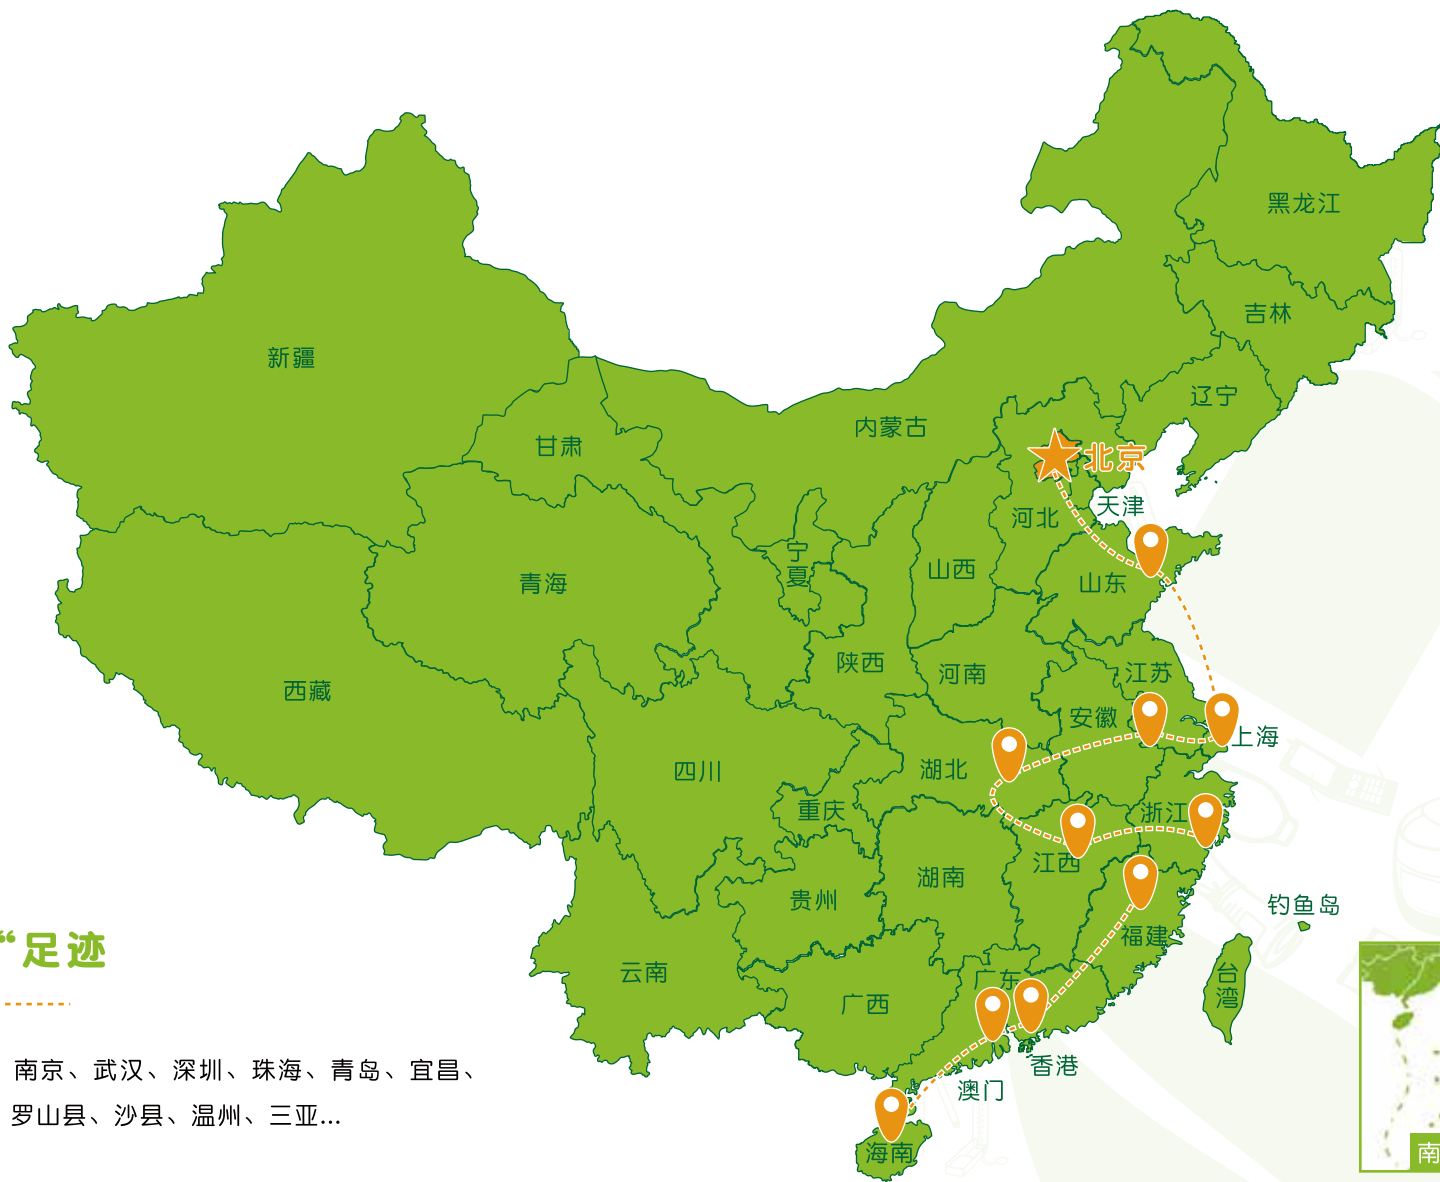 黑龙江
吉林
新疆
辽宁
内蒙古
甘肃
北京
天津
河北
宁夏
山西
青海
山东
陕西
河南
江苏
西藏
安徽
上海
四川
湖北
重庆
浙江
江西
湖南
贵州
钓鱼岛
福建
“足迹
云南
广东
台湾
广西
香港
澳门
南京、武汉、深圳、珠海、青岛、宜昌、
罗山县、沙县、温州、三亚...
海南
南